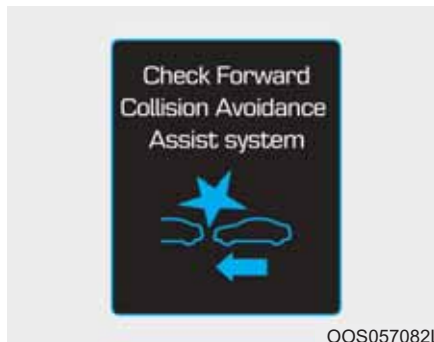 Check Forward
Collision Avoidance
Assist system
OOS057082L